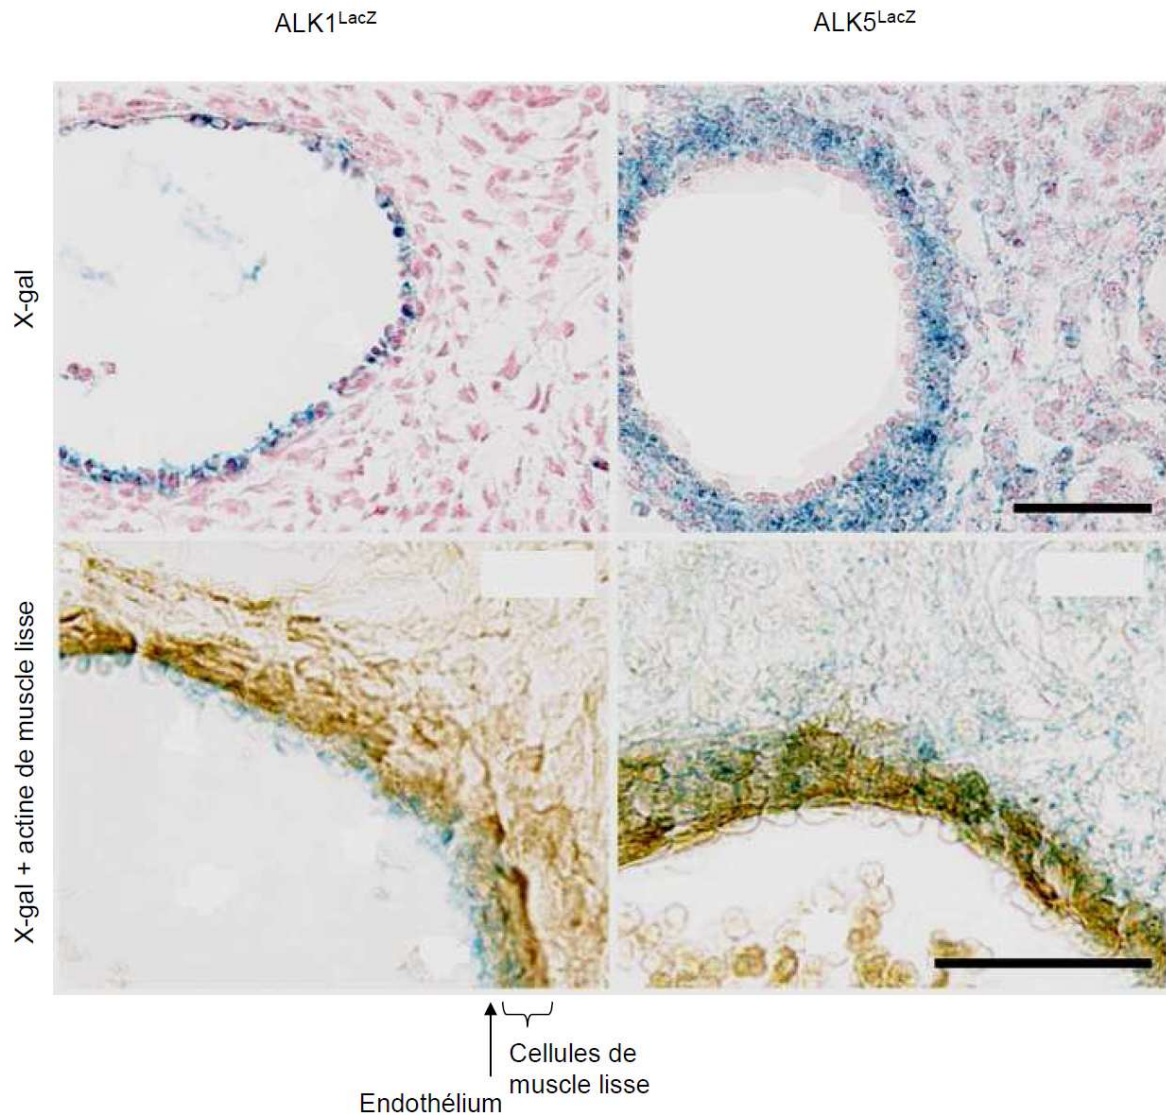 ALK1LacZ
ALK5LacZ
X-gal
X-gal + actine de muscle lisse
Cellules de
muscle lisse
Endothélium